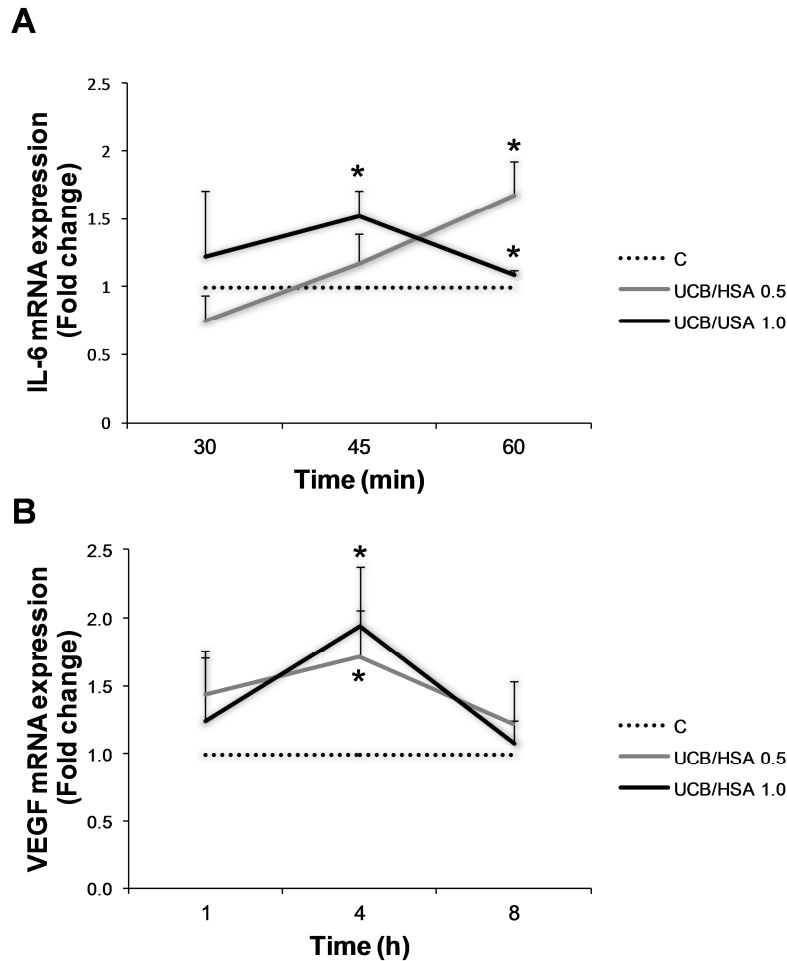 A
IL-6 mRNA expression
(Fold change)
2.5
2
1.5
1
0.5
0
*
*
*
30 45 60
Time (min)
C
UCB/HSA 0.5
UCB/USA 1.0
B
VEGF mRNA expression
(Fold change)
2.5
2.0
1.5
1.0
0.5
0.0
*
*
1 4 8
Time (h)
C
UCB/HSA 0.5
UCB/HSA 1.0